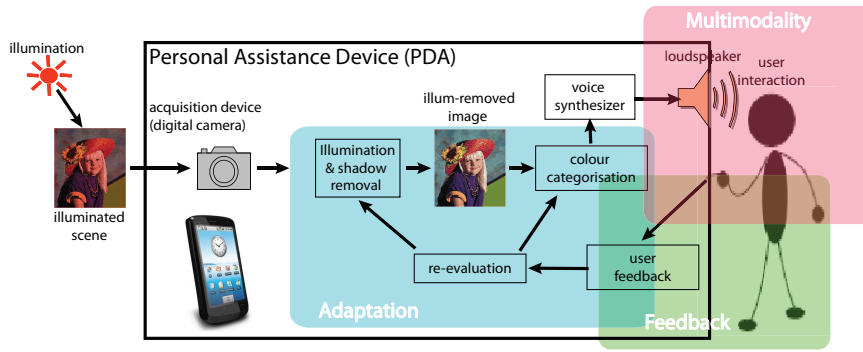 Multimodality
illumination
Personal Assistance Device (PDA)
loudspeaker
user
interaction
voice
synthesizer
acquisition device
(digital camera)
illum-removed
image
Illumination
& shadow
removal
colour
categorisation
illuminated
scene
re-evaluation
user
feedback
Adaptation
Feedback